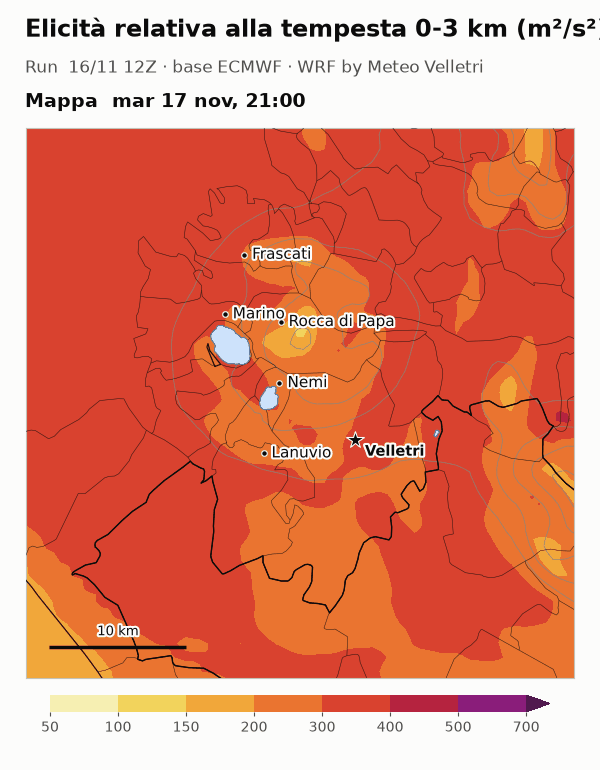 Elicità relativa alla tempesta 0-3 km (m²/s²)
Run 16/11 12Z · base ECMWF · WRF by Meteo Velletri
Mappa mar 17 nov, 21:00
Frascati
Marino
Rocca di Papa
Nemi
Velletri
Lanuvio
10 km
50 100 150 200 300 400 500 700